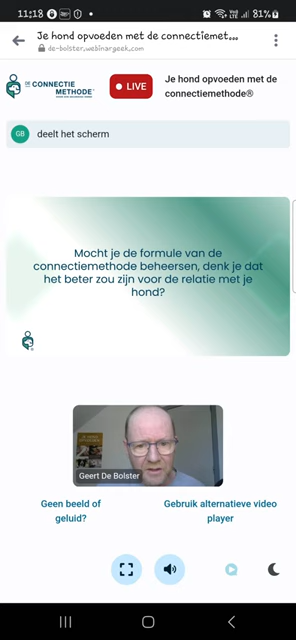 11:18
81%
Je hond opvoeden met de connectiemet...
de-bolster.webinargeek.com
DE CONNECTIE
METHODE
LIVE
Je hond opvoeden met de
connectiemethode®
GB deelt het scherm
Mocht je de formule van de
connectiemethode beheersen, denk je dat
het beter zou zijn voor de relatie met je
hond?
Geert De Bolster
Geen beeld of
geluid?
Gebruik alternatieve video
player